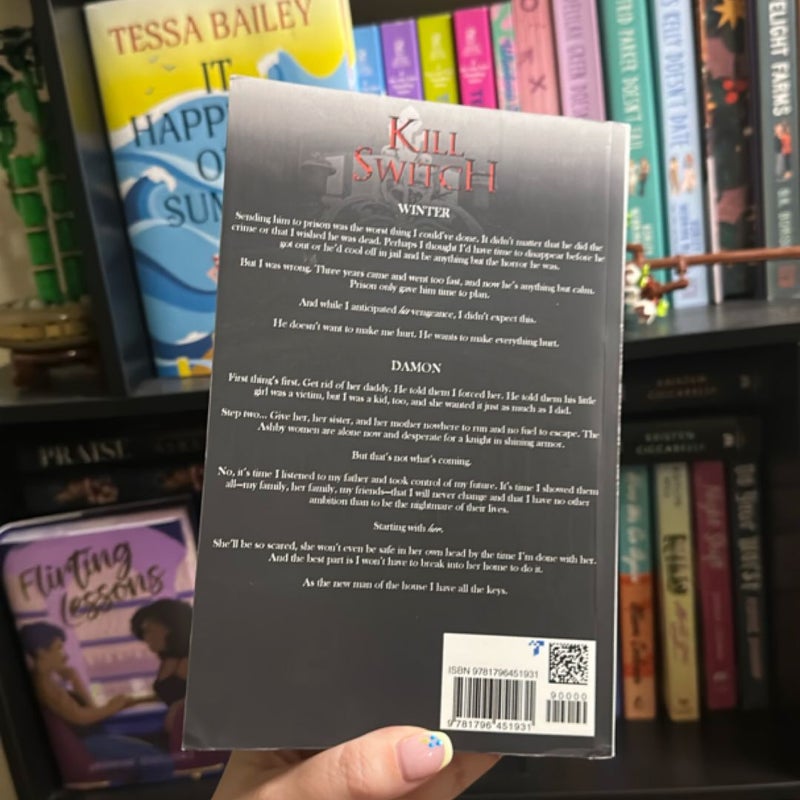 TESSA BAILEY
IT
HAPP
O
SUM
KILL
SWITCH
WINTER
Sending him to prison was the worst thing I could've done. It didn't matter that he did the
crime or that I wished he was dead. Perhaps I thought I'd have time to disappear before he
got out or he'd cool off in jail and be anything but the horror he was.
But I was wrong. Three years came and went too fast, and now he's anything but calm.
Prison only gave him time to plan.
And while I anticipated his vengeance, I didn't expect this.
He doesn't want to make me hurt. He wants to make everything hurt.
DAMON
First thing's first. Get rid of her daddy. He told them I forced her. He told them his little
girl was a victim, but I was a kid, too, and she wanted it just as much as I did.
Step two... Give her, her sister, and her mother nowhere to run and no fuel to escape. The
Ashby women are alone now and desperate for a knight in shining armor.
But that's not what's coming.
No, it's time I listened to my father and took control of my future. It's time I showed them
all—my family, her family, my friends—that I will never change and that I have no other
ambition than to be the nightmare of their lives.
Starting with her.
She'll be so scared, she won't even be safe in her own head by the time I'm done with her.
And the best part is I won't have to break into her home to do it.
As the new man of the house I have all the keys.
ISBN 9781796451931
90000
9 781796 451931
PRAISE
Flirting
Lessons
KRISTEN
CICCARELLI
KELLY DOESN'T DATE
PARKER DOESN'T FAIL
GREEN DOESN'T
ELIGHT FARMS